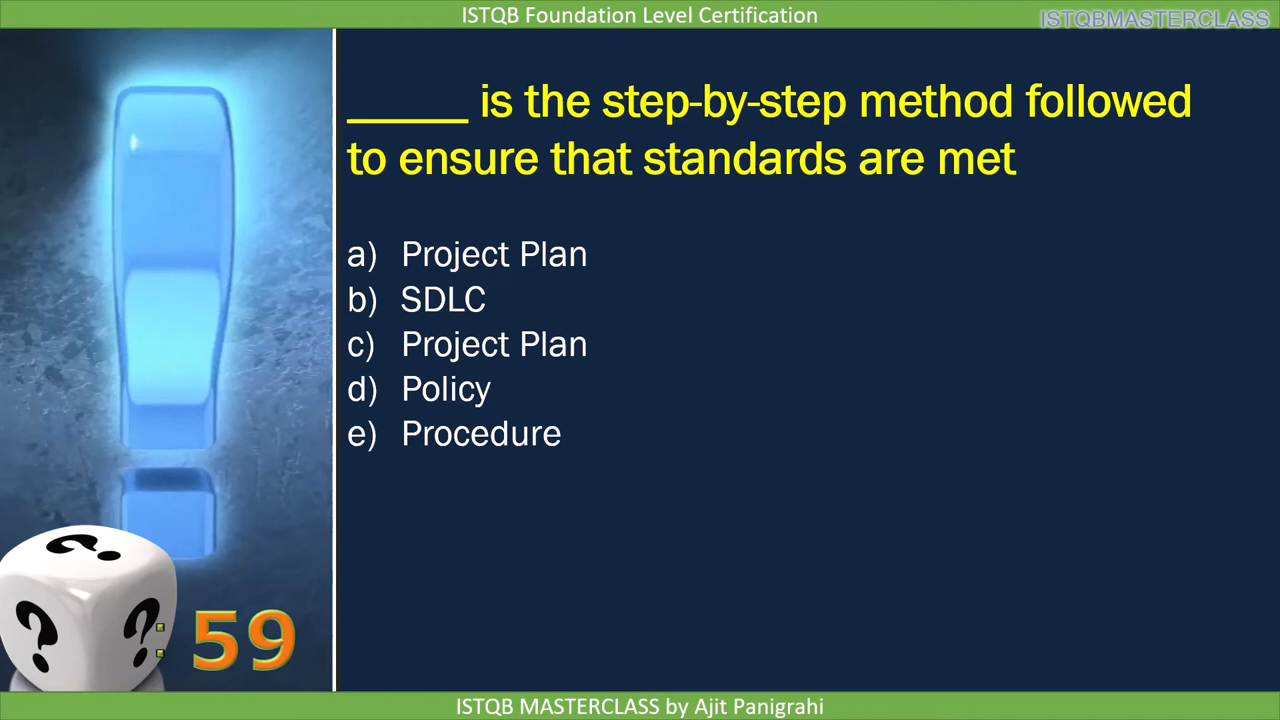 ISTQB Foundation Level Certification
ISTQBMASTERCLASS
______ is the step-by-step method followed
to ensure that standards are met
a) Project Plan
b) SDLC
c) Project Plan
d) Policy
e) Procedure
? ? ?
: 59
ISTQB MASTERCLASS by Ajit Panigrahi